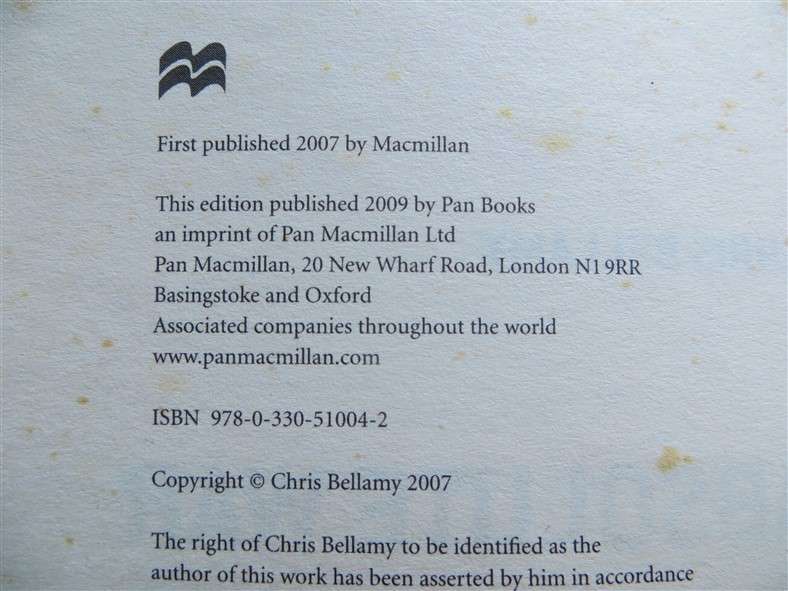 First published 2007 by Macmillan
This edition published 2009 by Pan Books
an imprint of Pan Macmillan Ltd
Pan Macmillan, 20 New Wharf Road, London N1 9RR
Basingstoke and Oxford
Associated companies throughout the world
www.panmacmillan.com
ISBN 978-0-330-51004-2
Copyright © Chris Bellamy 2007
The right of Chris Bellamy to be identified as the
author of this work has been asserted by him in accordance